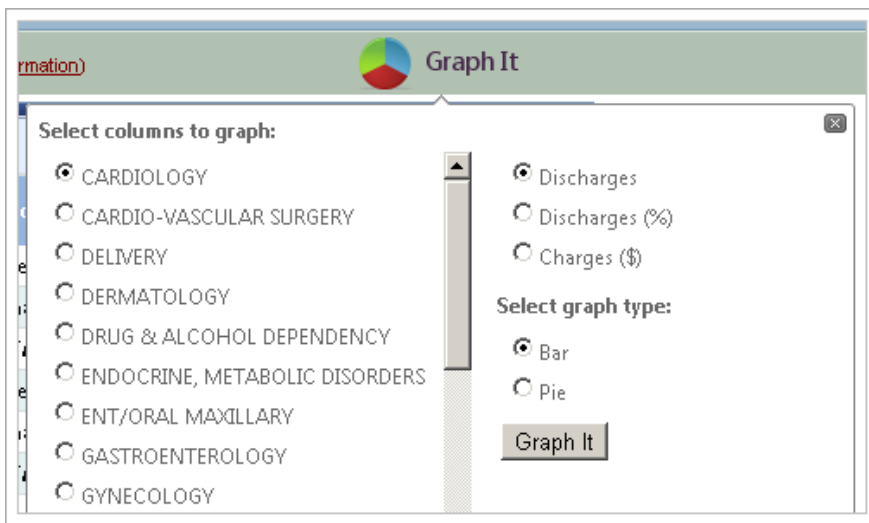 rmation)
Graph It
Select columns to graph:
CARDIOLOGY
CARDIO-VASCULAR SURGERY
DELIVERY
DERMATOLOGY
DRUG & ALCOHOL DEPENDENCY
ENDOCRINE, METABOLIC DISORDERS
ENT/ORAL MAXILLARY
GASTROENTEROLOGY
GYNECOLOGY
Discharges
Discharges (%)
Charges ($)
Select graph type:
Bar
Pie
Graph It